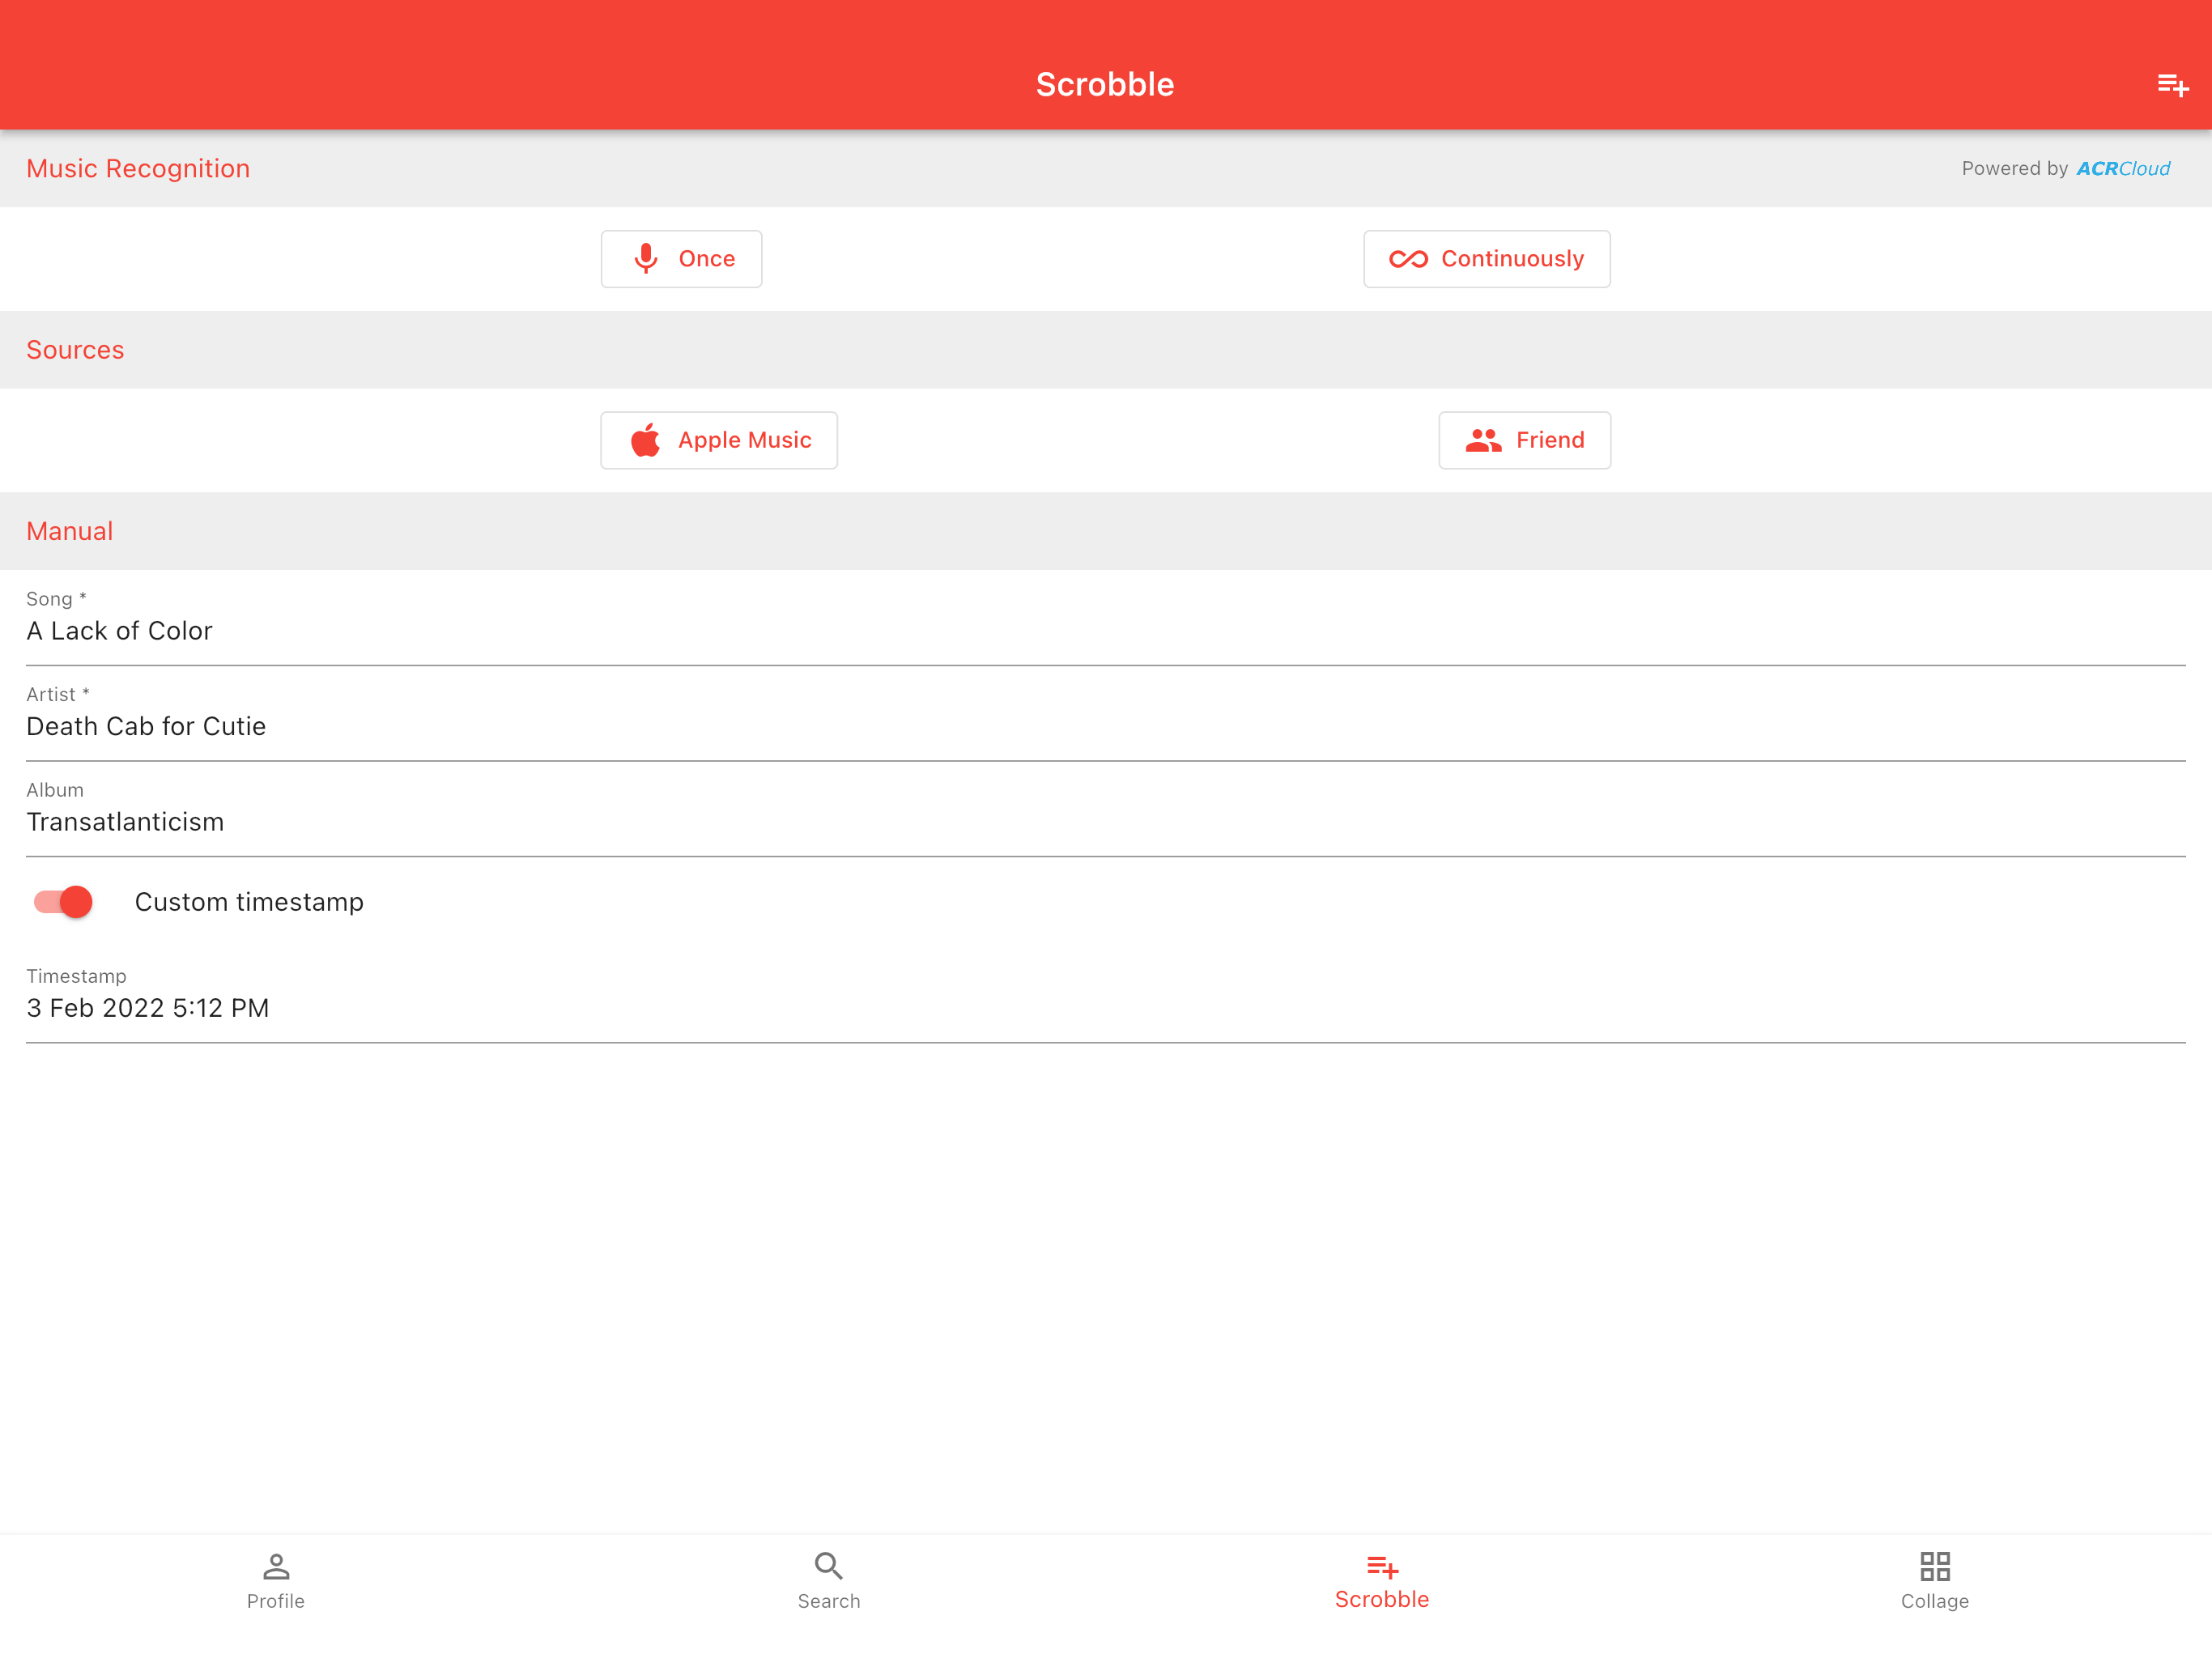 Scrobble
Music Recognition
Powered by ACRCloud
Once
Continuously
Sources
Apple Music
Friend
Manual
Song *
A Lack of Color
Artist *
Death Cab for Cutie
Album
Transatlanticism
Custom timestamp
Timestamp
3 Feb 2022 5:12 PM
Profile
Search
Scrobble
Collage